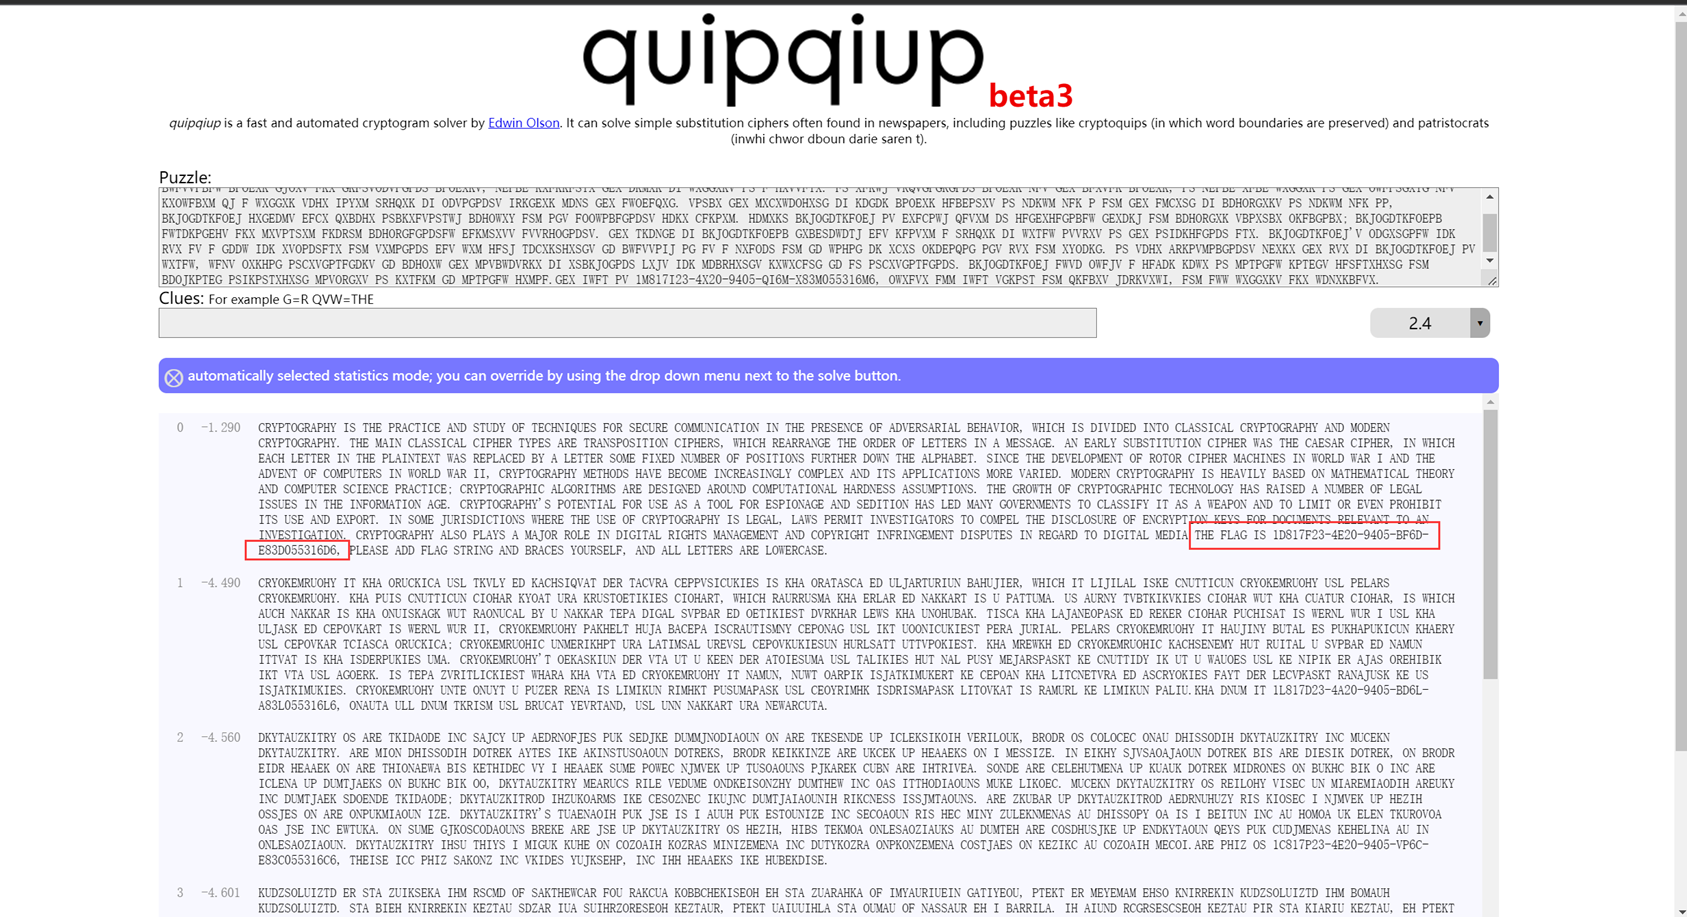 quipqiup beta3
quipqiup is a fast and automated cryptogram solver by Edwin Olson. It can solve simple substitution ciphers often found in newspapers, including puzzles like cryptoquips (in which word boundaries are preserved) and patristocrats
(inwhi chwor dboun darie saren t).
Puzzle:
KXOWFBXM QJ F WXGGXK VDHX IPYXM SRHQXK DI ODVPGPDSV IRKGEXK MDNS GEX FWOEFQXG. VPSBX GEX MXCXWDOHXSG DI KDGDK BPOEXK HFBEPSXV PS NDKWM NFK P FSM GEX FMCXSG DI BDHORGXKV PS NDKWM NFK PP,
BKJOGDTKFOEJ HXGEDMV EFCX QXBDHX PSBKXFVPSTWJ BDHOWXY FSM PGV FOOWPBFGPDSV HDKX CFKPXM. HDMXKS BKJOGDTKFOEJ PV EXFCPWJ QFVXM DS HFGEXHFGPBFW GEXDKJ FSM BDHORGXK VBPXSBX OKFBGPBX; BKJOGDTKFOEPB
FWTDKPGEHV FKX MXVPTSXM FKDRSM BDHORGFGPDSFW EFKMSXVV FVVRHOGPDSV. GEX TKDNGE DI BKJOGDTKFOEPB GXBESDWDTJ EFV KFPVXM F SRHQXK DI WXTFW PVVRXV PS GEX PSIDKHFGPDS FTX. BKJOGDTKFOEJ'V ODGXSGPFW IDK
RVX FV F GDDW IDK XVOPDSFTX FSM VXMPGPDS EFV WXM HFSJ TDCXKSHXSGV GD BWFVVPIJ PG FV F NXFODS FSM GD WPHPG DK XCXS OKDEPQPG PGV RVX FSM XYODKG. PS VDHX ARKPVMPBGPDSV NEXKX GEX RVX DI BKJOGDTKFOEJ PV
WXTFW, WFNV OXKHPG PSCXVGPTFGDKV GD BDHOXW GEX MPVBWDVRKX DI XSBKJOGPDS LXJV IDK MDBRHXSGV KXWXCFSG GD FS PSCXVGPTFGPDS. BKJOGDTKFOEJ FWVD OWFJV F HFADK KDWX PS MPTPGFW KPTEGV HFSFTXHXSG FSM
BDOJKPTEG PSIKPSTXHXSG MPVORGXV PS KXTFKM GD MPTPGFW HXMPF.GEX IWFT PV 1M817I23-4X20-9405-QI6M-X83M055316M6, OWXFVX FMM IWFT VGKPST FSM QKFBXV JDRKVXWI, FSM FWW WXGGXKV FKX WDNXKBFVX.
Clues: For example G=R QVW=THE
2.4
automatically selected statistics mode; you can override by using the drop down menu next to the solve button.
0 -1.290 CRYPTOGRAPHY IS THE PRACTICE AND STUDY OF TECHNIQUES FOR SECURE COMMUNICATION IN THE PRESENCE OF ADVERSARIAL BEHAVIOR, WHICH IS DIVIDED INTO CLASSICAL CRYPTOGRAPHY AND MODERN
CRYPTOGRAPHY. THE MAIN CLASSICAL CIPHER TYPES ARE TRANSPOSITION CIPHERS, WHICH REARRANGE THE ORDER OF LETTERS IN A MESSAGE. AN EARLY SUBSTITUTION CIPHER WAS THE CAESAR CIPHER, IN WHICH
EACH LETTER IN THE PLAINTEXT WAS REPLACED BY A LETTER SOME FIXED NUMBER OF POSITIONS FURTHER DOWN THE ALPHABET. SINCE THE DEVELOPMENT OF ROTOR CIPHER MACHINES IN WORLD WAR I AND THE
ADVENT OF COMPUTERS IN WORLD WAR II, CRYPTOGRAPHY METHODS HAVE BECOME INCREASINGLY COMPLEX AND ITS APPLICATIONS MORE VARIED. MODERN CRYPTOGRAPHY IS HEAVILY BASED ON MATHEMATICAL THEORY
AND COMPUTER SCIENCE PRACTICE; CRYPTOGRAPHIC ALGORITHMS ARE DESIGNED AROUND COMPUTATIONAL HARDNESS ASSUMPTIONS. THE GROWTH OF CRYPTOGRAPHIC TECHNOLOGY HAS RAISED A NUMBER OF LEGAL
ISSUES IN THE INFORMATION AGE. CRYPTOGRAPHY'S POTENTIAL FOR USE AS A TOOL FOR ESPIONAGE AND SEDITION HAS LED MANY GOVERNMENTS TO CLASSIFY IT AS A WEAPON AND TO LIMIT OR EVEN PROHIBIT
ITS USE AND EXPORT. IN SOME JURISDICTIONS WHERE THE USE OF CRYPTOGRAPHY IS LEGAL, LAWS PERMIT INVESTIGATORS TO COMPEL THE DISCLOSURE OF ENCRYPTION KEYS FOR DOCUMENTS RELEVANT TO AN
INVESTIGATION. CRYPTOGRAPHY ALSO PLAYS A MAJOR ROLE IN DIGITAL RIGHTS MANAGEMENT AND COPYRIGHT INFRINGEMENT DISPUTES IN REGARD TO DIGITAL MEDIA.THE FLAG IS 1D817F23-4E20-9405-BF6D-
E83D055316D6, PLEASE ADD FLAG STRING AND BRACES YOURSELF, AND ALL LETTERS ARE LOWERCASE.
1 -4.490 CRYOKEMRUOHY IT KHA ORUCKICA USL TKVLY ED KACHSIQVAT DER TACVRA CEPPVSICUKIES IS KHA ORATASCA ED ULJARTURIUN BAHUJIER, WHICH IT LIJILAL ISKE CNUTTICUN CRYOKEMRUOHY USL PELARS
CRYOKEMRUOHY. KHA PUIS CNUTTICUN CIOHAR KYOAT URA KRUSTOETIKIES CIOHART, WHICH RAURRUSMA KHA ERLAR ED NAKKART IS U PATTUMA. US AURNY TVBTKIKVKIES CIOHAR WUT KHA CUATUR CIOHAR, IS WHICH
AUCH NAKKAR IS KHA ONUISKAGK WUT RAONUCAL BY U NAKKAR TEPA DIGAL SVPBAR ED OETIKIEST DVRKHAR LEWS KHA UNOHUBAK. TISCA KHA LAJANEOPASK ED REKER CIOHAR PUCHISAT IS WERNL WUR I USL KHA
ULJASK ED CEPOVKART IS WERNL WUR II, CRYOKEMRUOHY PAKHELT HUJA BACEPA ISCRAUTISMNY CEPONAG USL IKT UOONICUKIEST PERA JURIAL. PELARS CRYOKEMRUOHY IT HAUJINY BUTAL ES PUKHAPUKICUN KHAERY
USL CEPOVKAR TCIASCA ORUCKICA; CRYOKEMRUOHIC UNMERIKHPT URA LATIMSAL UREVSL CEPOVKUKIESUN HURLSATT UTTVPOKIEST. KHA MREWKH ED CRYOKEMRUOHIC KACHSENEMY HUT RUITAL U SVPBAR ED NAMUN
ITTVAT IS KHA ISDERPUKIES UMA. CRYOKEMRUOHY'T OEKASKIUN DER VTA UT U KEEN DER ATOIESUMA USL TALIKIES HUT NAL PUSY MEJARSPASKT KE CNUTTIDY IK UT U WAUOES USL KE NIPIK ER AJAS OREHIBIK
IKT VTA USL AGOERK. IS TEPA ZVRITLICKIEST WHARA KHA VTA ED CRYOKEMRUOHY IT NAMUN, NUWT OARPIK ISJATKIMUKERT KE CEPOAN KHA LITCNETVRA ED ASCRYOKIES FAYT DER LECVPASKT RANAJUSK KE US
ISJATKIMUKIES. CRYOKEMRUOHY UNTE ONUYT U PUZER RENA IS LIMIKUN RIMHKT PUSUMAPASK USL CEOYRIMHK ISDRISMAPASK LITOVKAT IS RAMURL KE LIMIKUN PALIU.KHA DNUM IT 1L817D23-4A20-9405-BD6L-
A83L055316L6, ONAUTA ULL DNUM TKRISM USL BRUCAT YEVRTAND, USL UNN NAKKART URA NEWARCUTA.
2 -4.560 DKYTAUZKITRY OS ARE TKIDAODE INC SAJCY UP AEDRNOFJES PUK SEDJKE DUMMJNODIAOUN ON ARE TKESENDE UP ICLEKSIKOIH VERILOUK, BRODR OS COLOCEC ONAU DHISSODIH DKYTAUZKITRY INC MUCEKN
DKYTAUZKITRY. ARE MION DHISSODIH DOTREK AYTES IKE AKINSTUSOAOUN DOTREKS, BRODR KEIKKINZE ARE UKCEK UP HEAAEKS ON I MESSIZE. IN EIKHY SJVSAOAJAOUN DOTREK BIS ARE DIESIK DOTREK, ON BRODR
EIDR HEAAEK ON ARE THIONAEWA BIS KETHIDEC VY I HEAAEK SUME POWEC NJMVEK UP TUSOAOUNS PJKAREK CUBN ARE IHTRIVEA. SONDE ARE CELEHUTMENA UP KUAUK DOTREK MIDRONES ON BUKHC BIK O INC ARE
ICLENA UP DUMTJAEKS ON BUKHC BIK OO, DKYTAUZKITRY MEARUCS RILE VEDUME ONDKEISONZHY DUMTHEW INC OAS ITTHODIAOUNS MUKE LIKOEC. MUCEKN DKYTAUZKITRY OS REILOHY VISEC UN MIAREMIAODIH AREUKY
INC DUMTJAEK SDOENDE TKIDAODE; DKYTAUZKITROD IHZUKOARMS IKE CESOZNEC IKUJNC DUMTJAIAOUNIH RIKCNESS ISSJMTAOUNS. ARE ZKUBAR UP DKYTAUZKITROD AEDRNUHUZY RIS KIOSEC I NJMVEK UP HEZIH
OSSJES ON ARE ONPUKMIAOUN IZE. DKYTAUZKITRY'S TUAENAOIH PUK JSE IS I AUUH PUK ESTOUNIZE INC SECOAOUN RIS HEC MINY ZULEKNMENAS AU DHISSOPY OA IS I BEITUN INC AU HOMOA UK ELEN TKUROVOA
OAS JSE INC EWTUKA. ON SUME GJKOSCODAOUNS BREKE ARE JSE UP DKYTAUZKITRY OS HEZIH, HIBS TEKMOA ONLESAOZIAUKS AU DUMTEH ARE COSDHUSJKE UP ENDKYTAOUN QEYS PUK CUDJMENAS KEHELINA AU IN
ONLESAOZIAOUN. DKYTAUZKITRY IHSU THIYS I MIGUK KUHE ON COZOAIH KOZRAS MINIZEMENA INC DUTYKOZRA ONPKONZEMENA COSTJAES ON KEZIKC AU COZOAIH MECOI.ARE PHIZ OS 1C817P23-4E20-9405-VP6C-
E83C055316C6, THEISE ICC PHIZ SAKONZ INC VKIDES YUJKSEHP, INC IHH HEAAEKS IKE HUBEKDISE.
3 -4.601 KUDZSOLUIZTD ER STA ZUIKSEKA IHM RSCMD OF SAKTHEWCAR FOU RAKCUA KOBBCHEKISEOH EH STA ZUARAHKA OF IMYAURIUEIN GATIYEOU, PTEKT ER MEYEMAM EHSO KNIRREKIN KUDZSOLUIZTD IHM BOMAUH
KUDZSOLUIZTD. STA BIEH KNIRREKIN KEZTAU SDZAR IUA SUIHRZORESEOH KEZTAUR, PTEKT UAIUUIHLA STA OUMAU OF NASSAUR EH I BARRILA. IH AIUND RCGRSESCSEOH KEZTAU PIR STA KIARIU KEZTAU, EH PTEKT